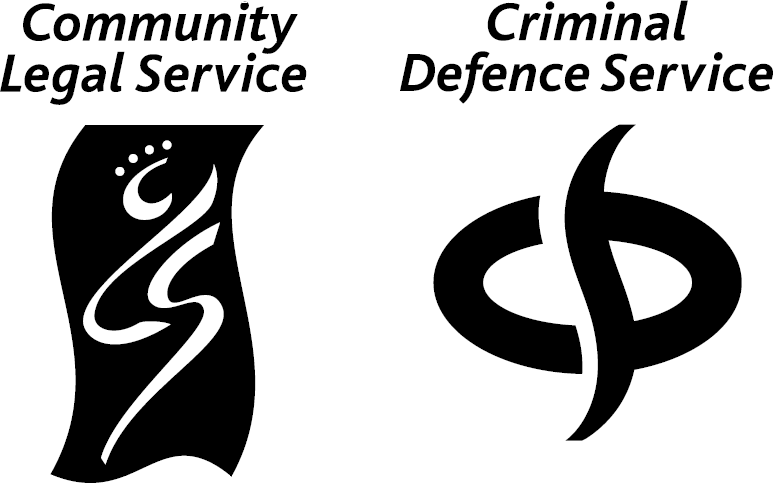 Community
Legal Service
Criminal
Defence Service